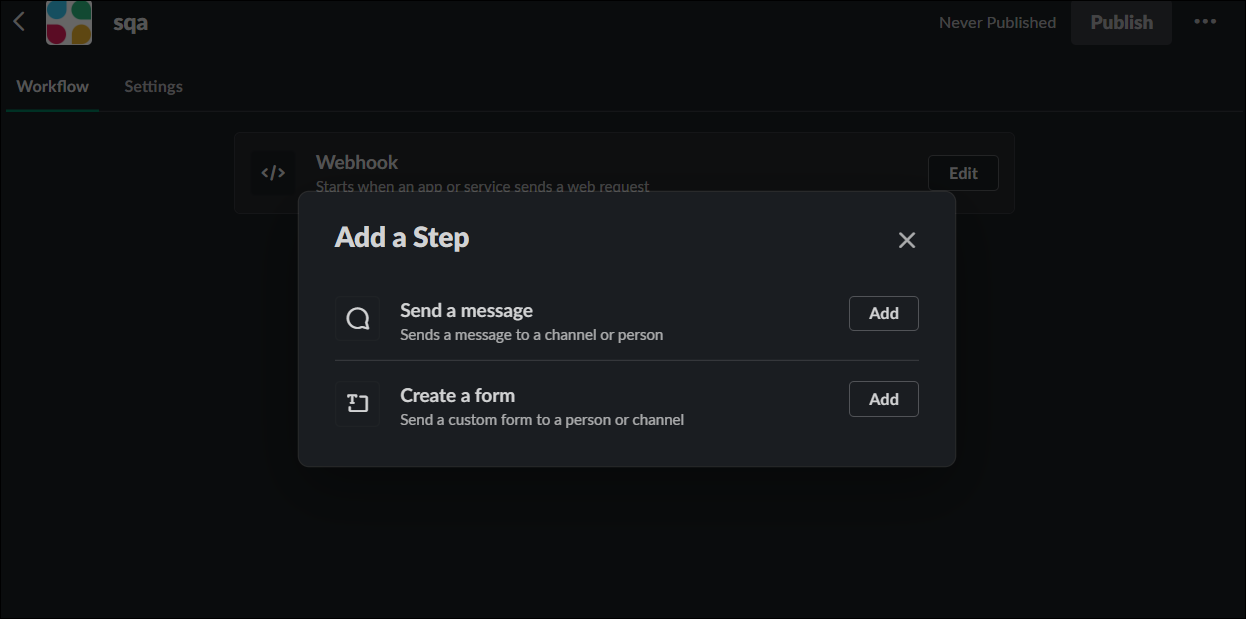 sqa
Never Published
Publish
Workflow
Settings
Webhook
Starts when an app or service sends a web request
Edit
Add a Step
Send a message
Sends a message to a channel or person
Add
Create a form
Send a custom form to a person or channel
Add